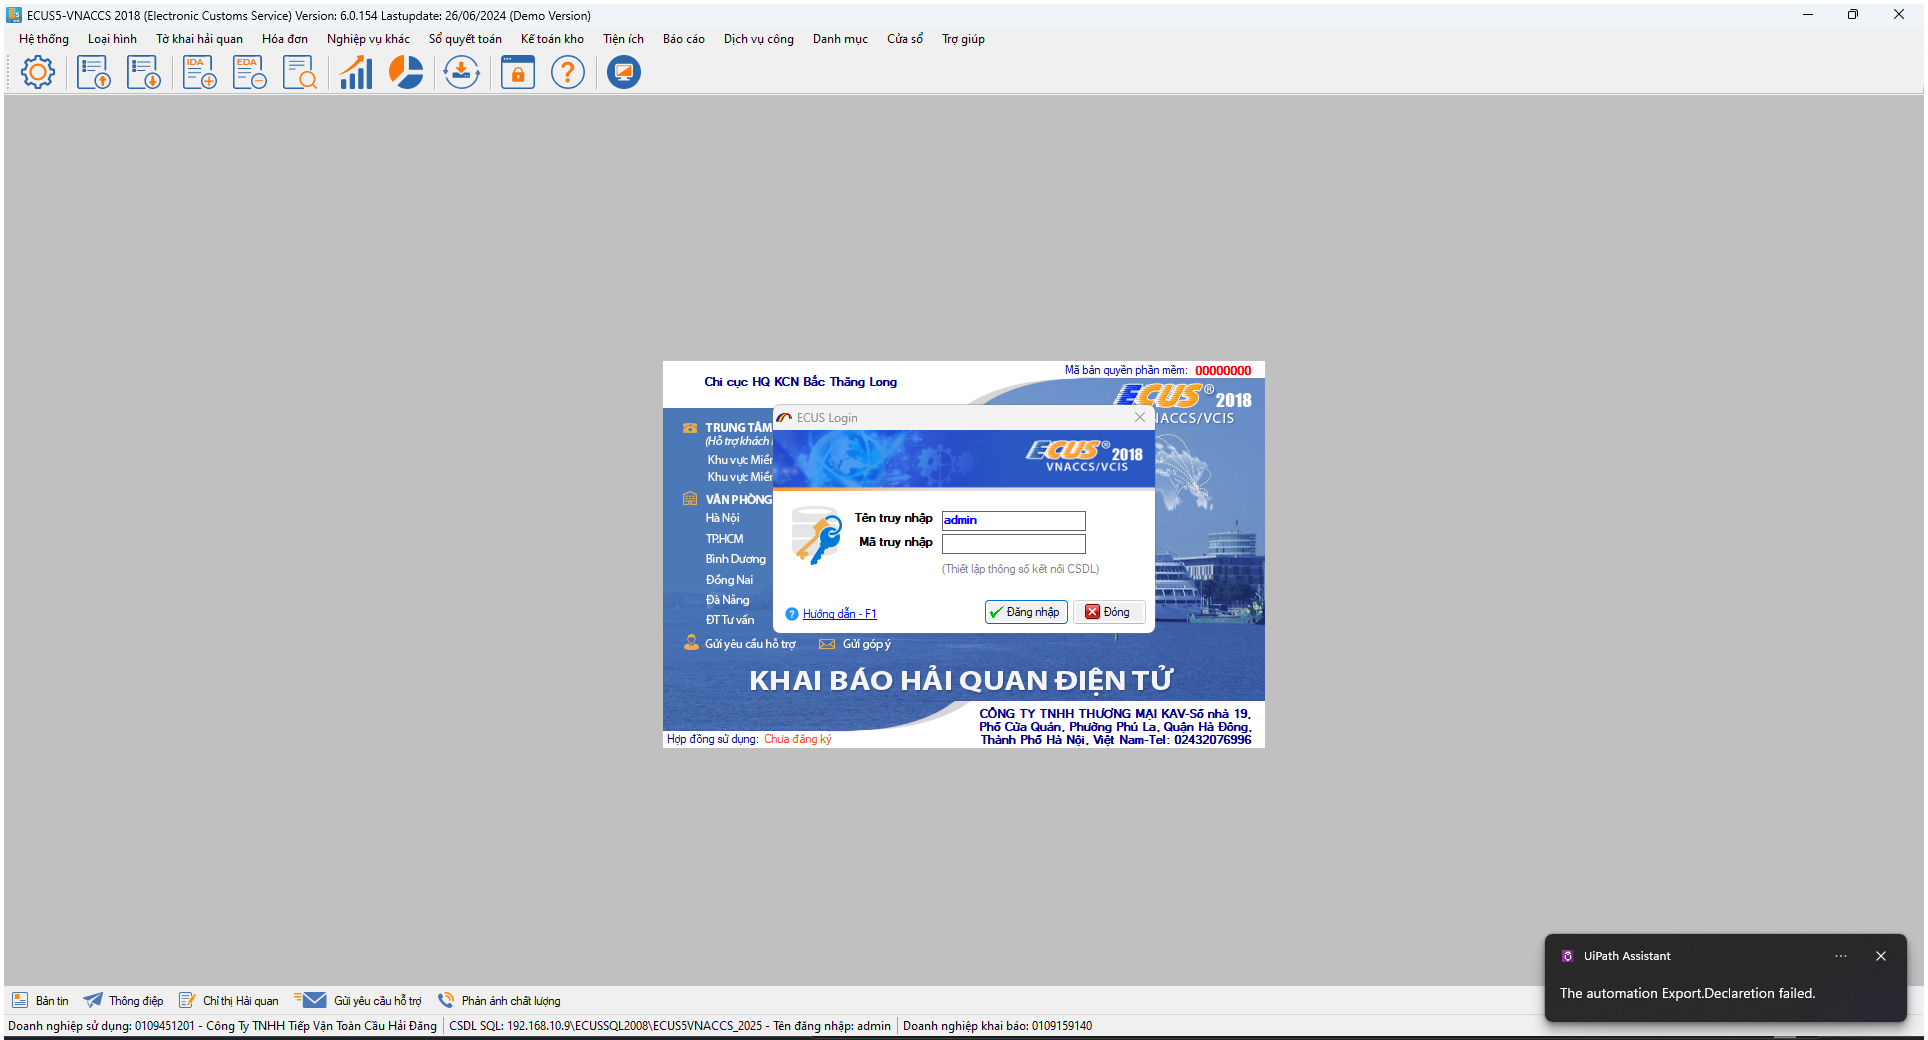 ECUS5-VNACCS 2018 (Electronic Customs Service) Version: 6.0.154 Lastupdate: 26/06/2024 (Demo Version)
Hệ thống Loại hình Tờ khai hải quan Hóa đơn Nghiệp vụ khác Sổ quyết toán Kế toán kho Tiện ích Báo cáo Dịch vụ công Danh mục Cửa sổ Trợ giúp
IDA EDA
Mã bản quyền phần mềm: 00000000
Chi cục HQ KCN Bắc Thăng Long
ECUS® 2018
ECUS Login
TRUNG TÂM
(Hỗ trợ khách
Khu vực
Khu vực
VĂN PHÒNG
Hà Nội
TP.HCM
Bình Dương
Đồng Nai
Đà Nẵng
ĐT Tư vấn
ECUS® 2018
VNACCS/VCIS
Tên truy nhập admin
Mã truy nhập
(Thiết lập thông số kết nối CSDL)
Hướng dẫn - F1
Đăng nhập
Đóng
Gửi yêu cầu hỗ trợ Gửi góp ý
KHAI BÁO HẢI QUAN ĐIỆN TỬ
CÔNG TY TNHH THƯƠNG MẠI KAV-Số nhà 19,
Phố Cửa Quán, Phường Phú La, Quận Hà Đông,
Thành Phố Hà Nội, Việt Nam-Tel: 02432076996
Hợp đồng sử dụng: Chưa đăng ký
UiPath Assistant
The automation Export.Declaretion failed.
Bản tin Thông điệp Chỉ thị Hải quan Gửi yêu cầu hỗ trợ Phản ánh chất lượng
Doanh nghiệp sử dụng: 0109451201 - Công Ty TNHH Tiếp Vận Toàn Cầu Hải Đăng CSDL SQL: 192.168.10.9\ECUSSQL2008\ECUS5VNACCS_2025 - Tên đăng nhập: admin Doanh nghiệp khai báo: 0109159140